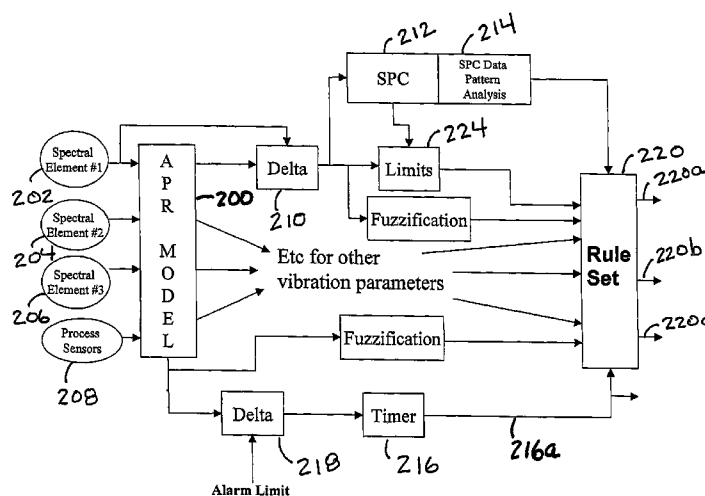 212
214
SPC
SPC Data
Pattern
Analysis
Spectral
Element #1
202
A
P
R
M
O
D
E
L
200
Delta
210
Limits
224
220
220a
Spectral
Element #2
204
Fuzzification
Spectral
Element #3
206
Etc for other
vibration parameters
Rule
Set
220b
Process
Sensors
208
Fuzzification
220c
Delta
218
Timer
216
216a
Alarm Limit